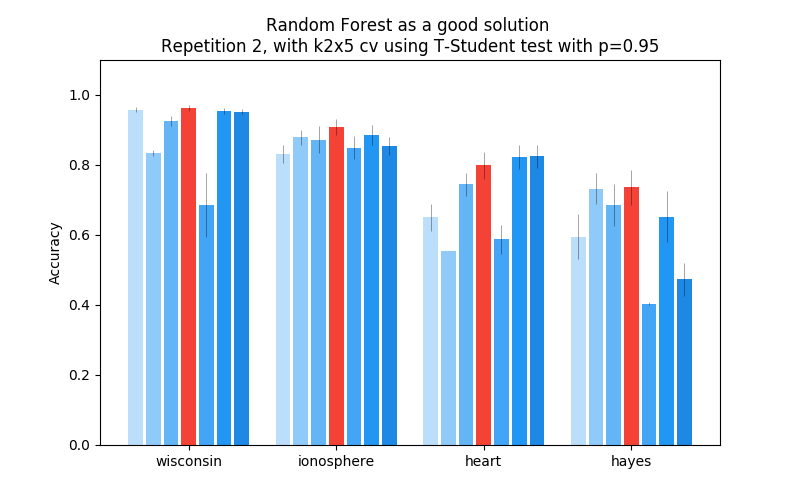 Random Forest as a good solution
Repetition 2, with k2x5 cv using T-Student test with p=0.95
Accuracy
1.0
0.8
0.6
0.4
0.2
0.0
wisconsin
ionosphere
heart
hayes